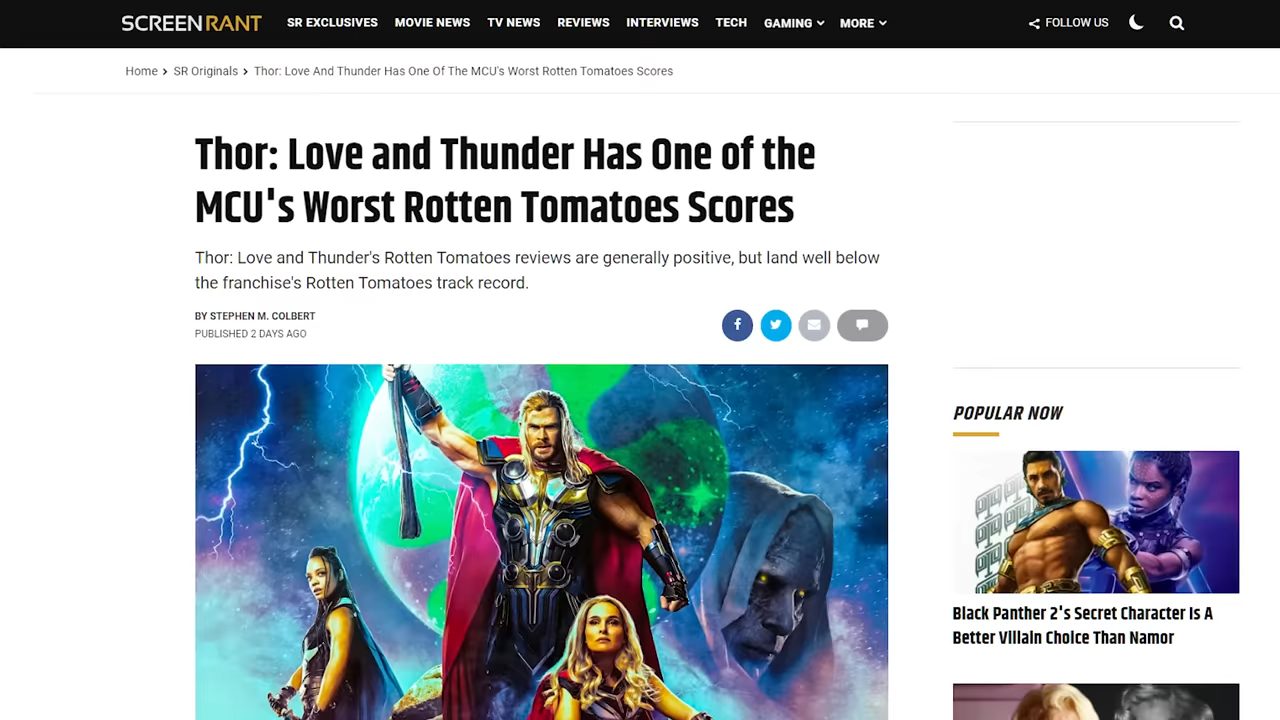 SCREENRANT SR EXCLUSIVES MOVIE NEWS TV NEWS REVIEWS INTERVIEWS TECH GAMING MORE FOLLOW US
Home > SR Originals > Thor: Love And Thunder Has One Of The MCU's Worst Rotten Tomatoes Scores
Thor: Love and Thunder Has One of the
MCU's Worst Rotten Tomatoes Scores
Thor: Love and Thunder's Rotten Tomatoes reviews are generally positive, but land well below
the franchise's Rotten Tomatoes track record.
BY STEPHEN M. COLBERT
PUBLISHED 2 DAYS AGO
POPULAR NOW
Black Panther 2's Secret Character Is A
Better Villain Choice Than Namor